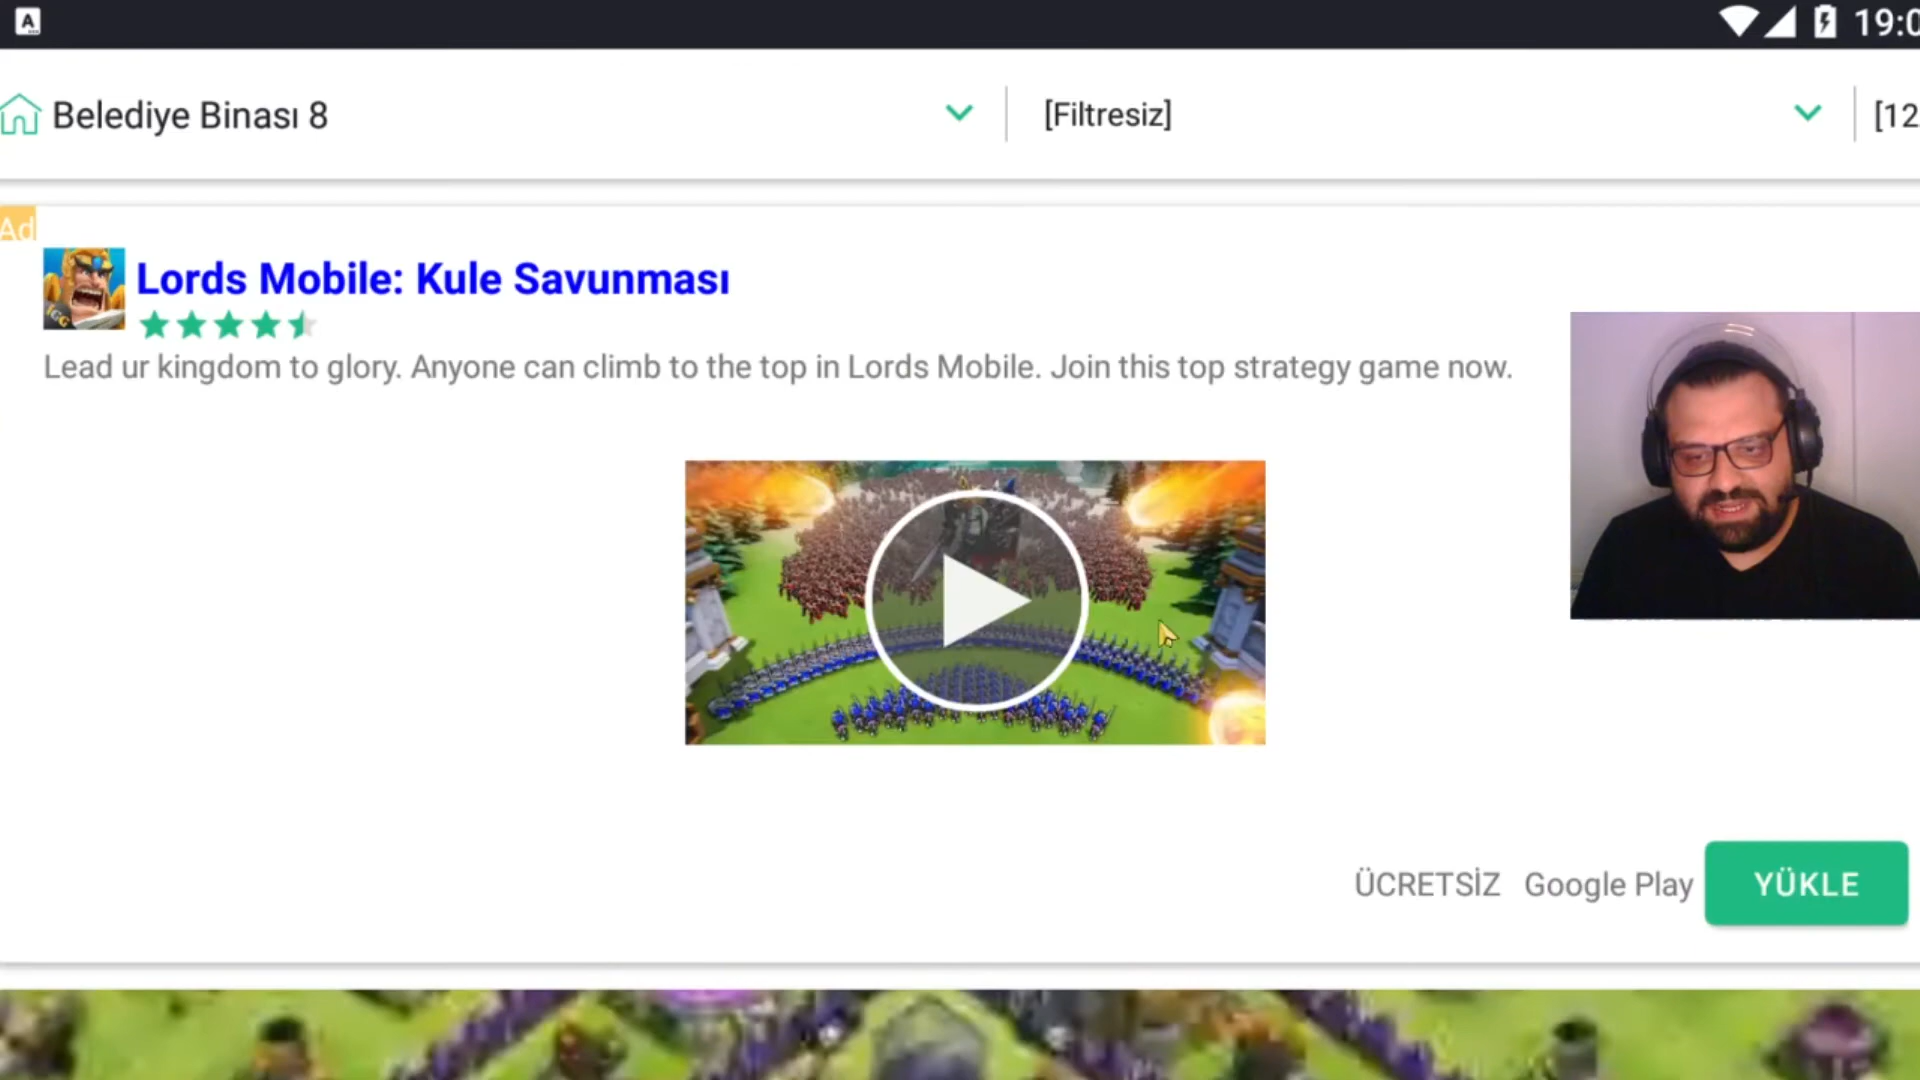 A
19:0
Belediye Binası 8
[Filtresiz]
[12
Ad
Lords Mobile: Kule Savunması
IGG
Lead ur kingdom to glory. Anyone can climb to the top in Lords Mobile. Join this top strategy game now.
ÜCRETSİZ Google Play YÜKLE